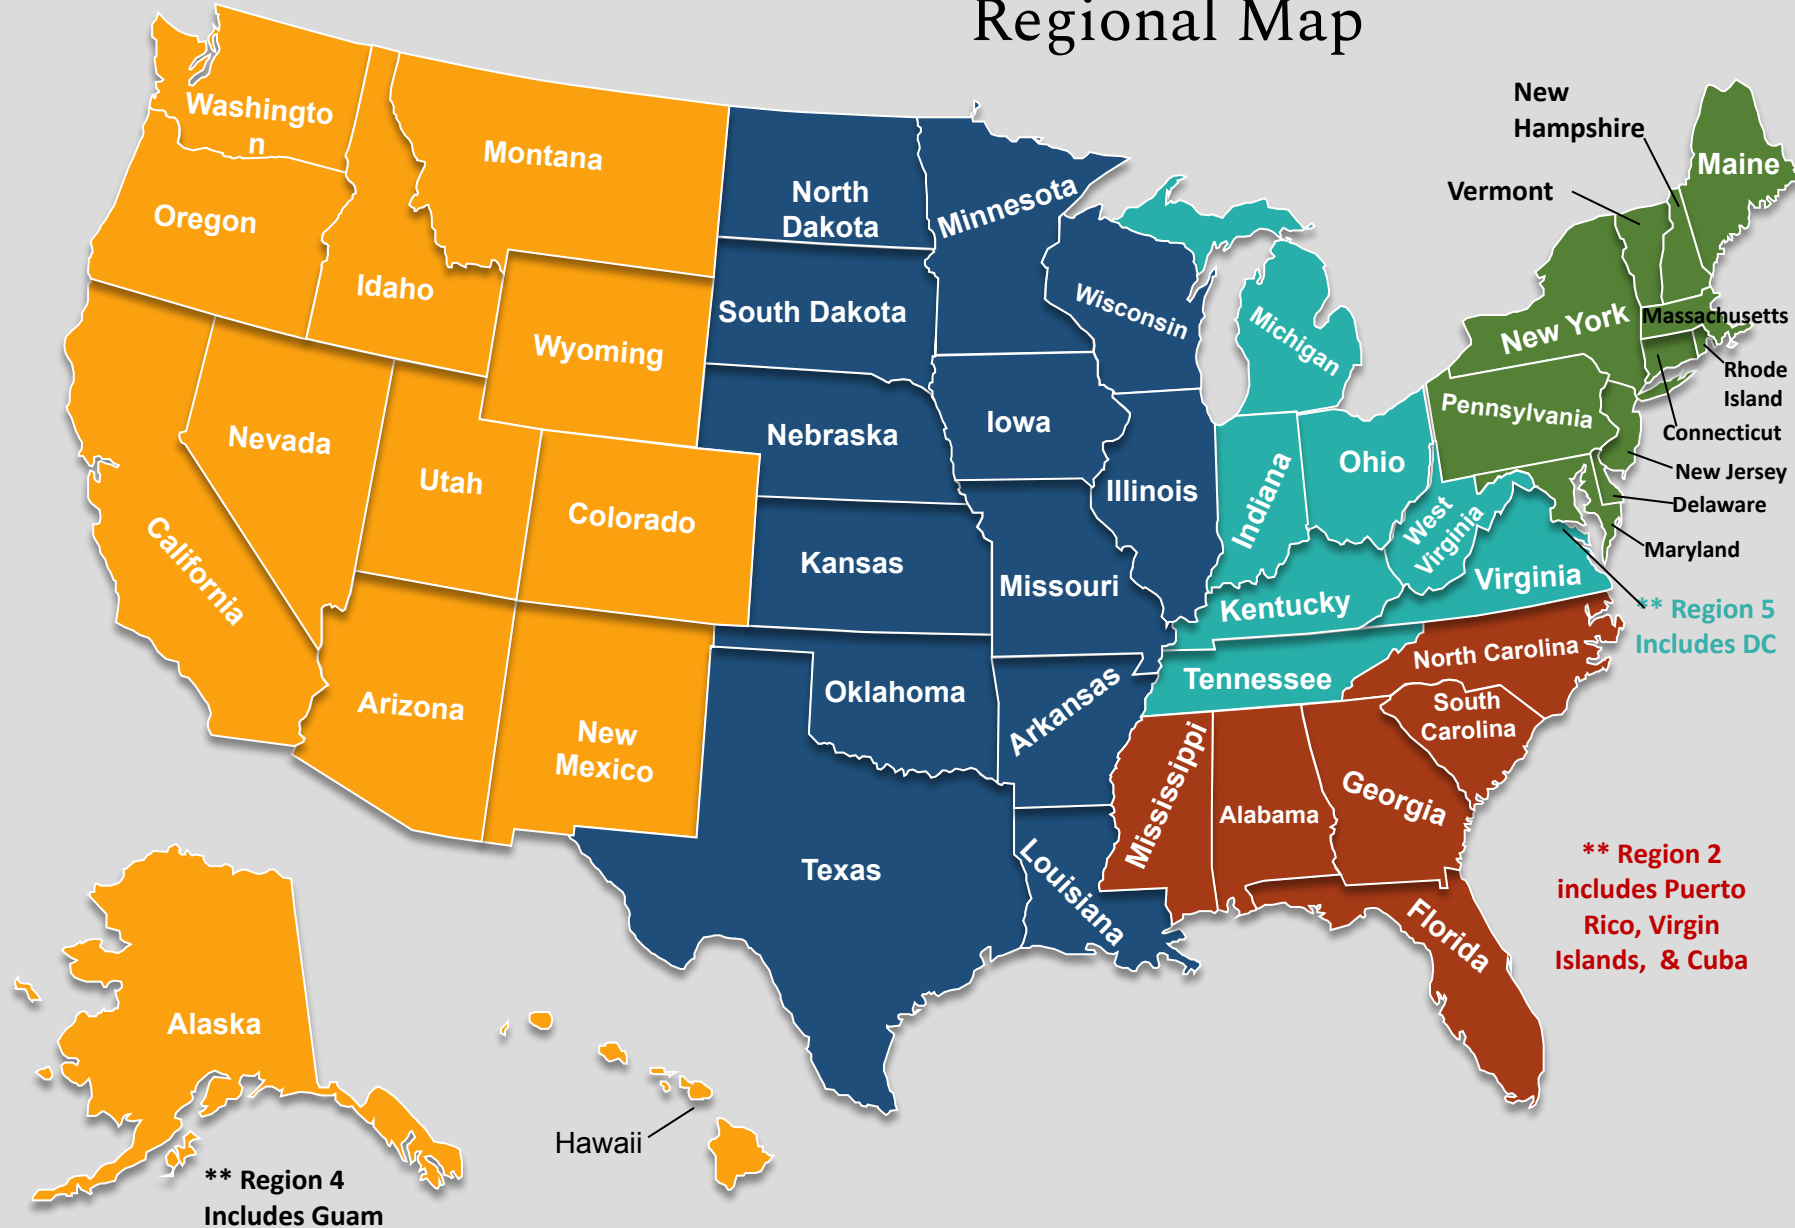 Regional Map
Washingto
n
Oregon
Idaho
Montana
Wyoming
California
Nevada
Utah
Colorado
Arizona
New
Mexico
Alaska
** Region 4
Includes Guam
Hawaii
North
Dakota
South Dakota
Nebraska
Kansas
Oklahoma
Texas
Minnesota
Iowa
Missouri
Arkansas
Louisiana
Wisconsin
Illinois
Michigan
Indiana
Ohio
Kentucky
Tennessee
West
Virginia
Virginia
** Region 5
Includes DC
Mississippi
Alabama
Georgia
Florida
South
Carolina
North Carolina
** Region 2
includes Puerto
Rico, Virgin
Islands,  & Cuba
New
Hampshire
Vermont
Maine
New York
Massachusetts
Rhode
Island
Connecticut
Pennsylvania
New Jersey
Delaware
Maryland